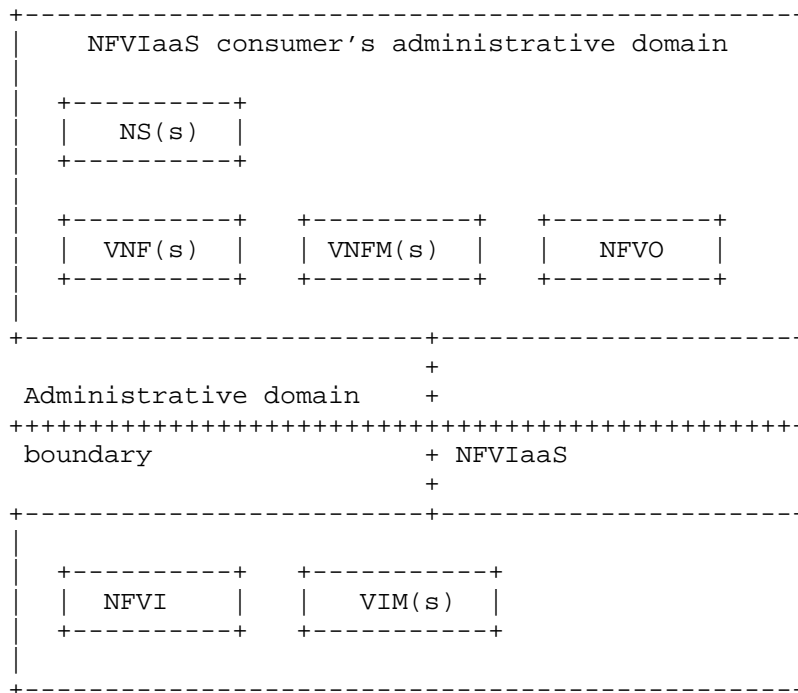 NFVIaaS consumer's administrative domain
NS(s)
VNF(s) VNFM(s) NFVO
Administrative domain
boundary NFVIaaS
NFVI VIM(s)